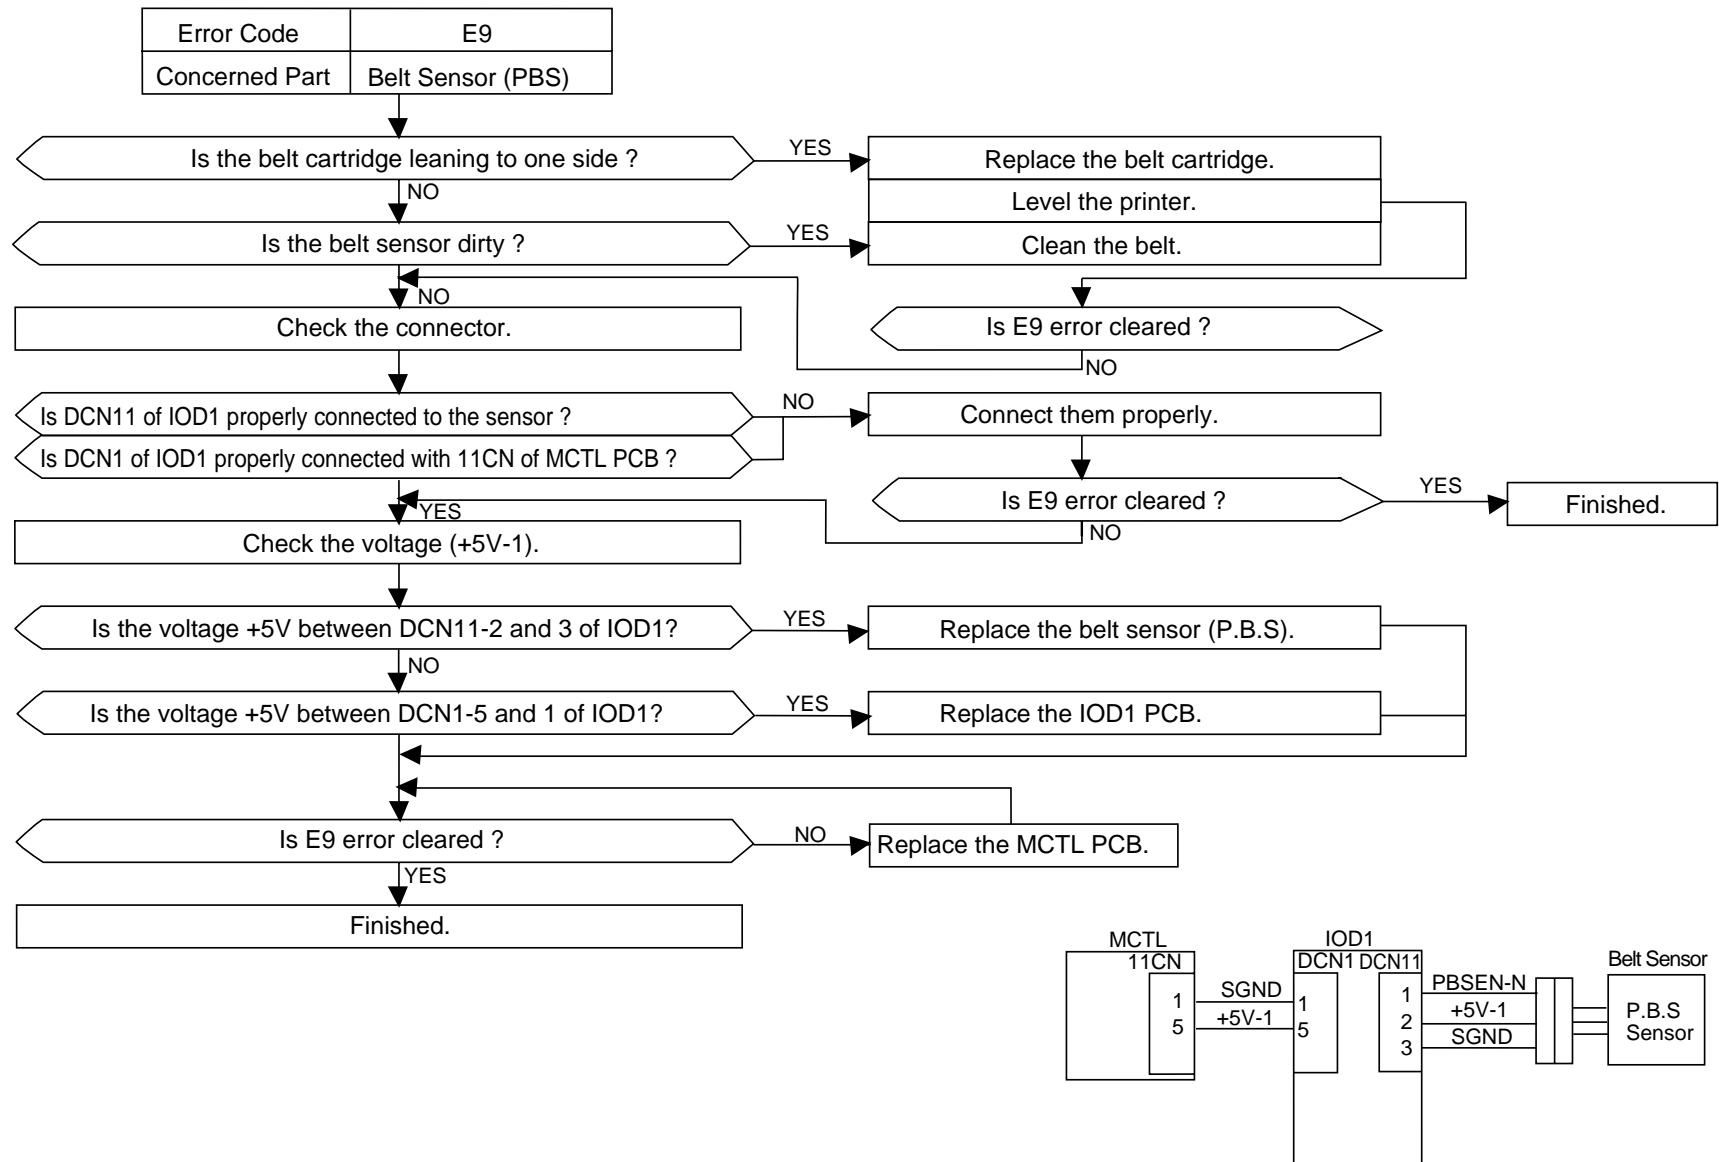 Error Code E9
Concerned Part Belt Sensor (PBS)
Is the belt cartridge leaning to one side ? YES Replace the belt cartridge.
NO Level the printer.
Is the belt sensor dirty ? YES Clean the belt.
NO
Check the connector. Is E9 error cleared ?
NO
Is DCN11 of IOD1 properly connected to the sensor ? NO Connect them properly.
Is DCN1 of IOD1 properly connected with 11CN of MCTL PCB ?
Is E9 error cleared ? YES Finished.
YES NO
Check the voltage (+5V-1).
Is the voltage +5V between DCN11-2 and 3 of IOD1? YES Replace the belt sensor (P.B.S).
NO
Is the voltage +5V between DCN1-5 and 1 of IOD1? YES Replace the IOD1 PCB.
Is E9 error cleared ? NO Replace the MCTL PCB.
YES
Finished.
MCTL IOD1 Belt Sensor
11CN DCN1 DCN11
1 SGND 1 1 PBSEN-N
5 +5V-1 5 2 +5V-1 P.B.S
3 SGND Sensor